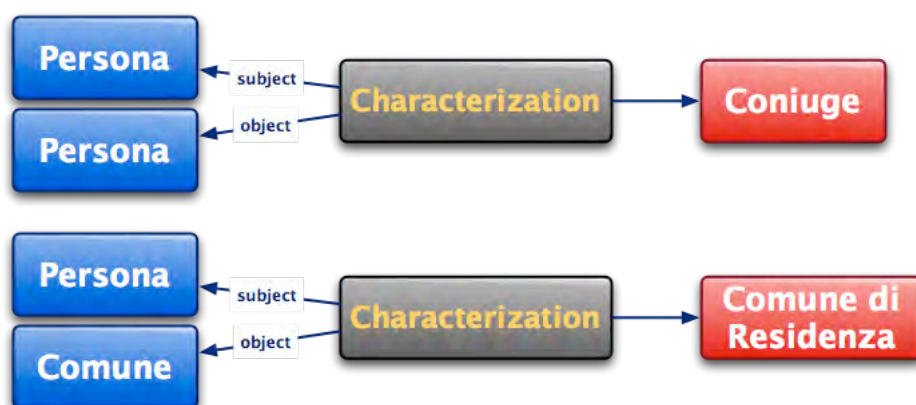 Persona
subject
Characterization
Coniuge
object
Persona
Persona
subject
Characterization
Comune di
Residenza
object
Comune